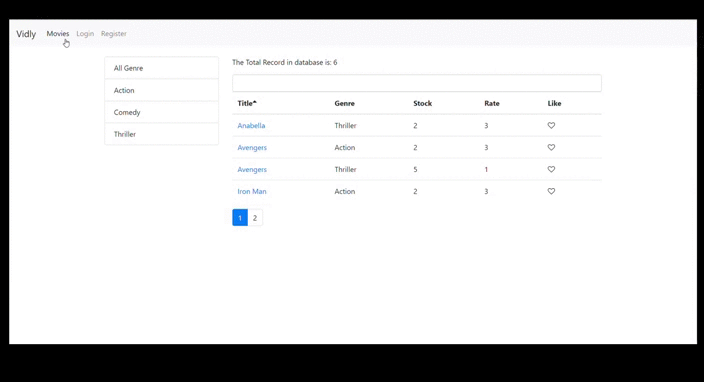 Vidly Movies Login Register
All Genre
Action
Comedy
Thriller
The Total Record in database is: 6
Title Genre Stock Rate Like
Anabella Thriller 2 3
Avengers Action 2 3
Avengers Thriller 5 1
Iron Man Action 2 3
1 2